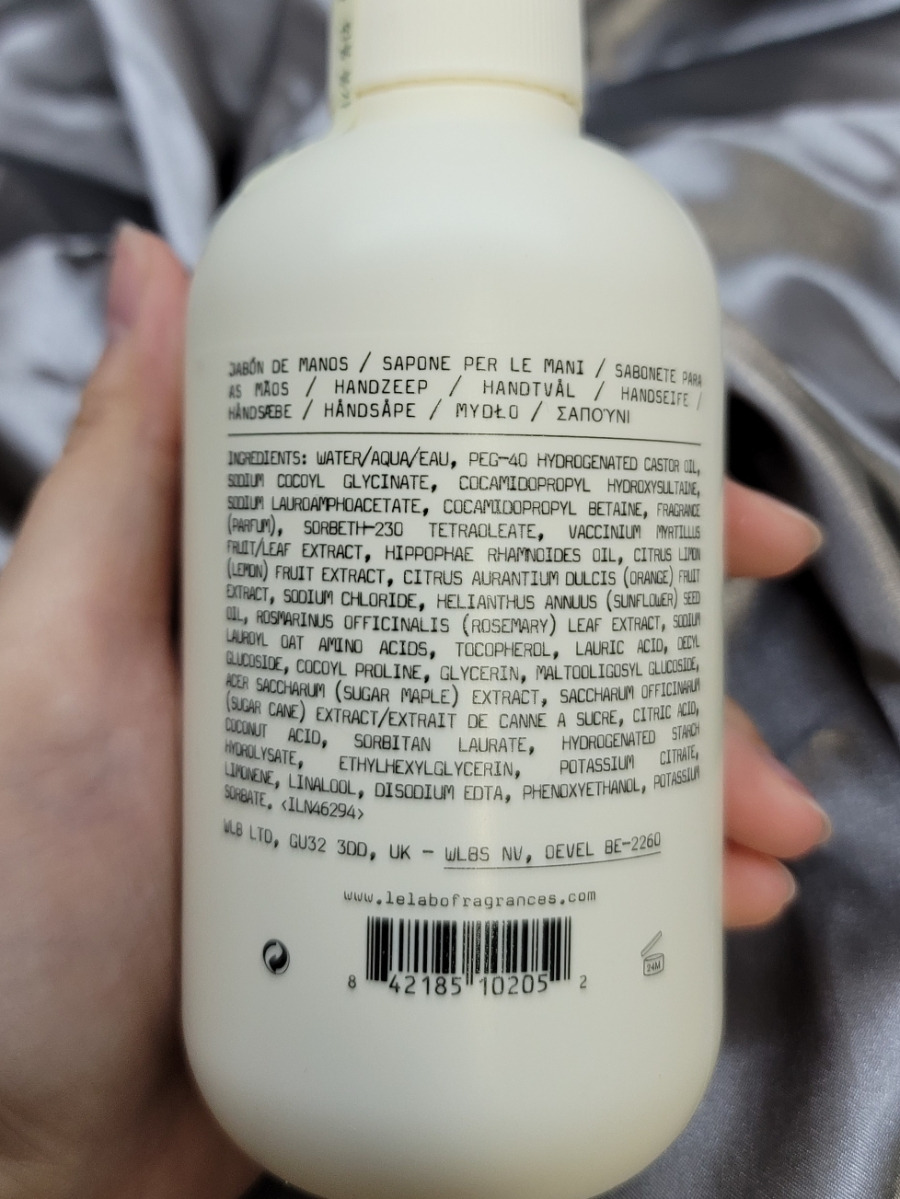 JABÓN DE MANOS / SAPONE PER LE MANI / SABONETE PARA
AS MÃOS / HANDZEEP / HANDTVÅL / HANDSEIFE /
HÅNDSÆBE / HÅNDSÅPE / MYDŁO / ΣΑΠΟΎΝΙ
INGREDIENTS: WATER/AQUA/EAU, PEG-40 HYDROGENATED CASTOR OIL,
SODIUM COCOYL GLYCINATE, COCAMIDOPROPYL HYDROXYSULTAINE,
SODIUM LAUROAMPHOACETATE, COCAMIDOPROPYL BETAINE, FRAGRANCE
(PARFUM), SORBETH-230 TETRAOLEATE, VACCINIUM MYRTILLUS
FRUIT/LEAF EXTRACT, HIPPOPHAE RHAMNOIDES OIL, CITRUS LIMON
(LEMON) FRUIT EXTRACT, CITRUS AURANTIUM DULCIS (ORANGE) FRUIT
EXTRACT, SODIUM CHLORIDE, HELIANTHUS ANNUUS (SUNFLOWER) SEED
OIL, ROSMARINUS OFFICINALIS (ROSEMARY) LEAF EXTRACT, SODIUM
LAUROYL OAT AMINO ACIDS, TOCOPHEROL, LAURIC ACID, DECYL
GLUCOSIDE, COCOYL PROLINE, GLYCERIN, MALTOOLIGOSYL GLUCOSIDE,
ACER SACCHARUM (SUGAR MAPLE) EXTRACT, SACCHARUM OFFICINARUM
(SUGAR CANE) EXTRACT/EXTRAIT DE CANNE A SUCRE, CITRIC ACID,
COCONUT ACID, SORBITAN LAURATE, HYDROGENATED STARCH
HYDROLYSATE, ETHYLHEXYLGLYCERIN, POTASSIUM CITRATE,
LIMONENE, LINALOOL, DISODIUM EDTA, PHENOXYETHANOL, POTASSIUM
SORBATE, <ILN46294>
WLB LTD, GU32 3DD, UK - WLBS NV, OEVEL BE-2260
www.lelabofragrances.com
8 42185 10205 2
24M